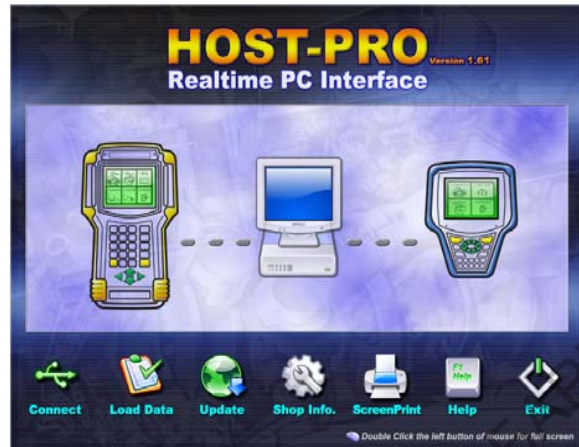 HOST-PRO Version 1.61
Realtime PC Interface
Connect Load Data Update Shop Info. ScreenPrint F1 Help Help Exit
Double Click the left button of mouse for full screen